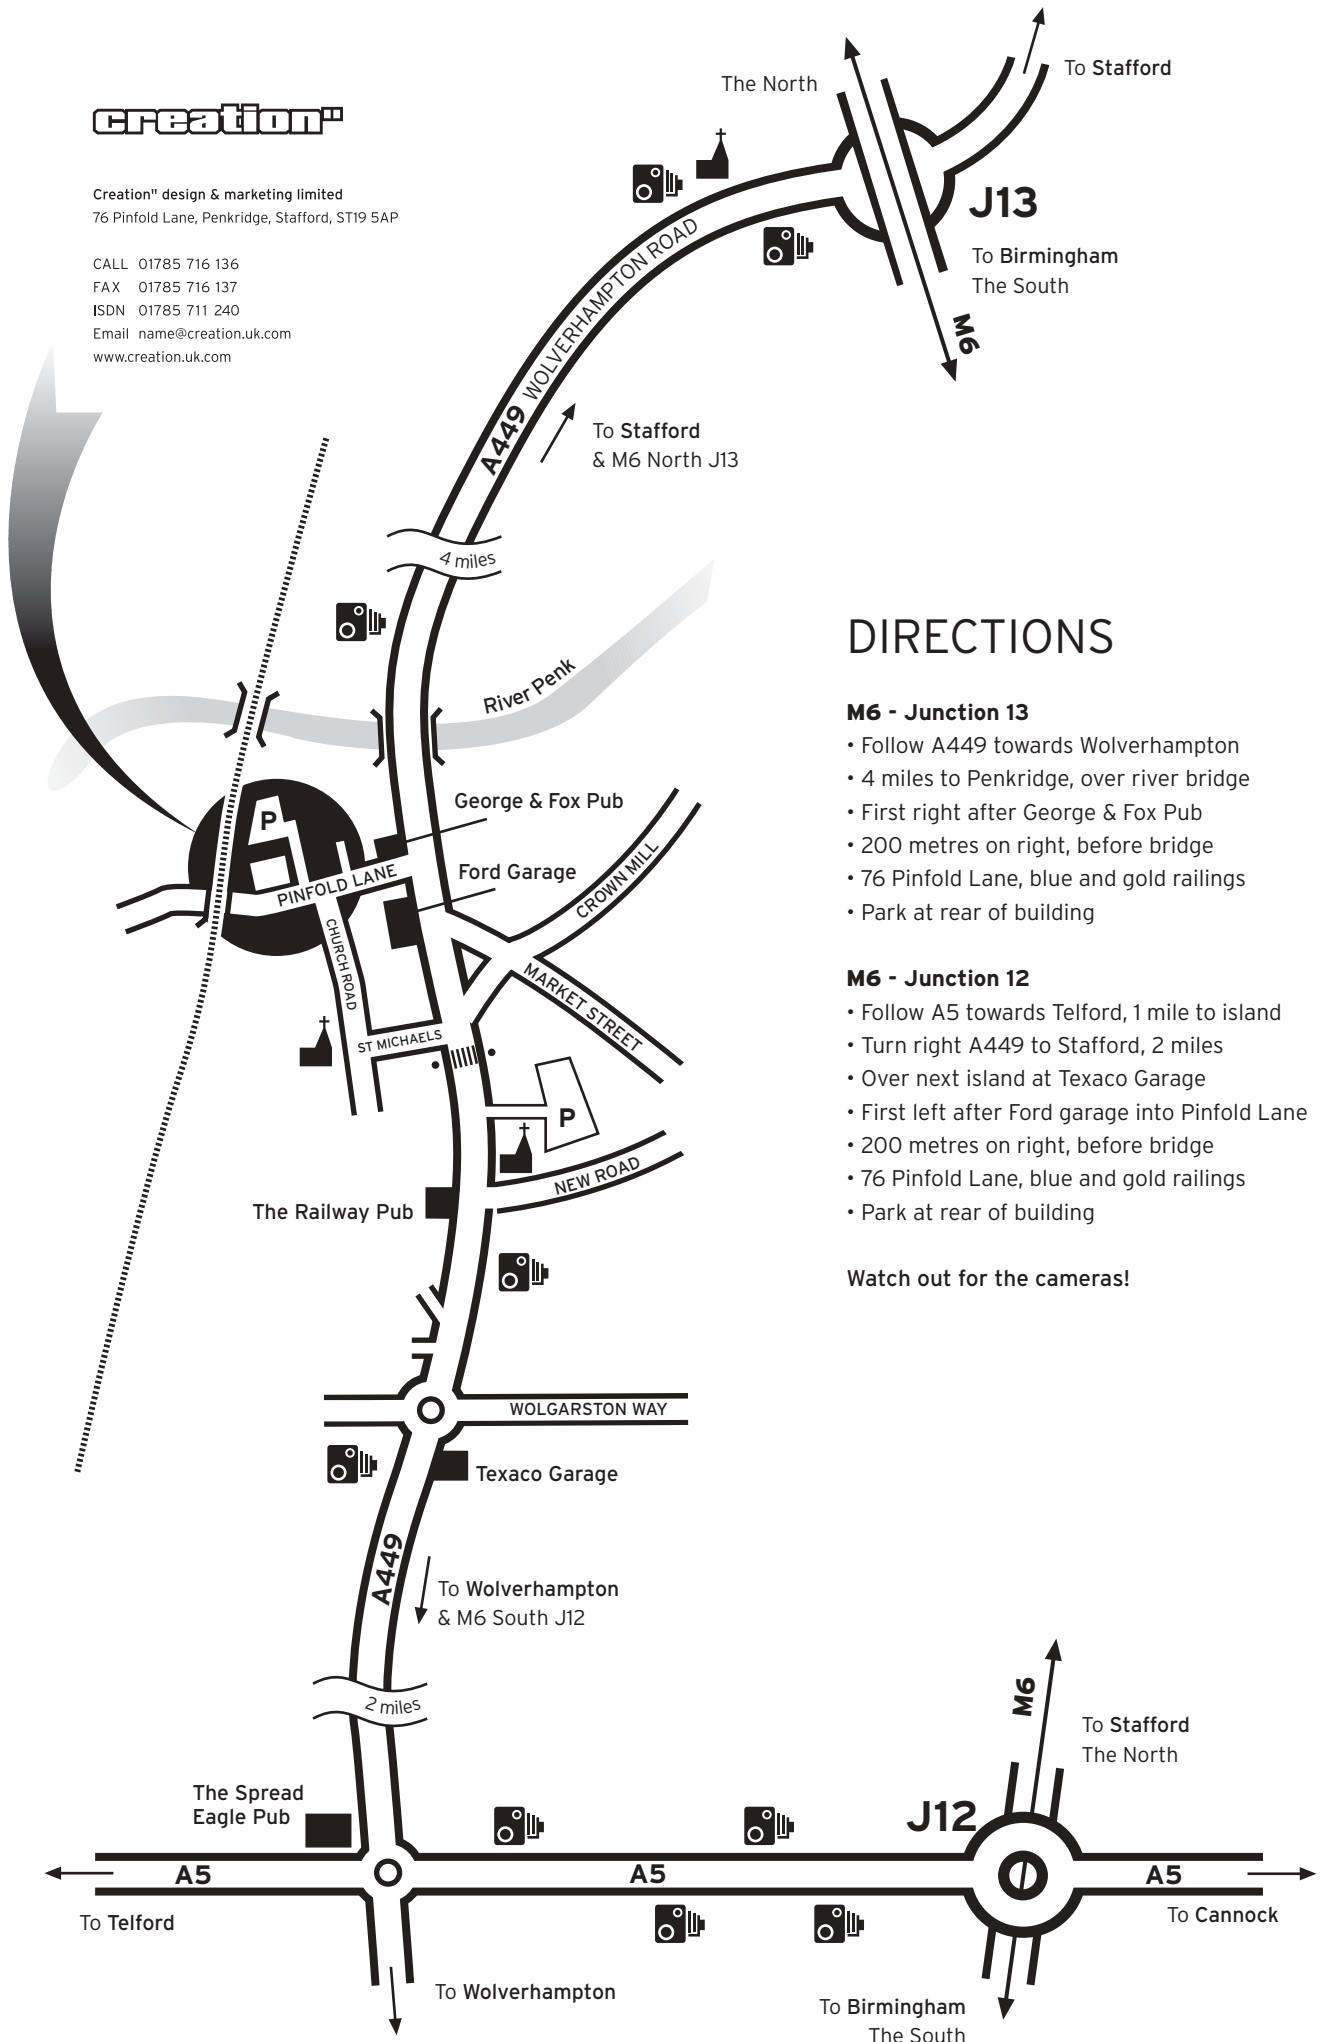 creation"
Creation" design & marketing limited
76 Pinfold Lane, Penkridge, Stafford, ST19 5AP
CALL 01785 716 136
FAX 01785 716 137
ISDN 01785 711 240
Email name@creation.uk.com
www.creation.uk.com
The North
To Stafford
J13
To Birmingham
The South
M6
A449 WOLVERHAMPTON ROAD
To Stafford
& M6 North J13
4 miles
River Penk
George & Fox Pub
P
Ford Garage
PINFOLD LANE
CROWN MILL
CHURCH ROAD
MARKET STREET
ST MICHAELS
P
NEW ROAD
The Railway Pub
WOLGARSTON WAY
Texaco Garage
A449
To Wolverhampton
& M6 South J12
2 miles
The Spread
Eagle Pub
A5
A5
A5
To Telford
To Wolverhampton
M6
To Stafford
The North
J12
To Cannock
To Birmingham
The South
DIRECTIONS
M6 - Junction 13
• Follow A449 towards Wolverhampton
• 4 miles to Penkridge, over river bridge
• First right after George & Fox Pub
• 200 metres on right, before bridge
• 76 Pinfold Lane, blue and gold railings
• Park at rear of building
M6 - Junction 12
• Follow A5 towards Telford, 1 mile to island
• Turn right A449 to Stafford, 2 miles
• Over next island at Texaco Garage
• First left after Ford garage into Pinfold Lane
• 200 metres on right, before bridge
• 76 Pinfold Lane, blue and gold railings
• Park at rear of building
Watch out for the cameras!